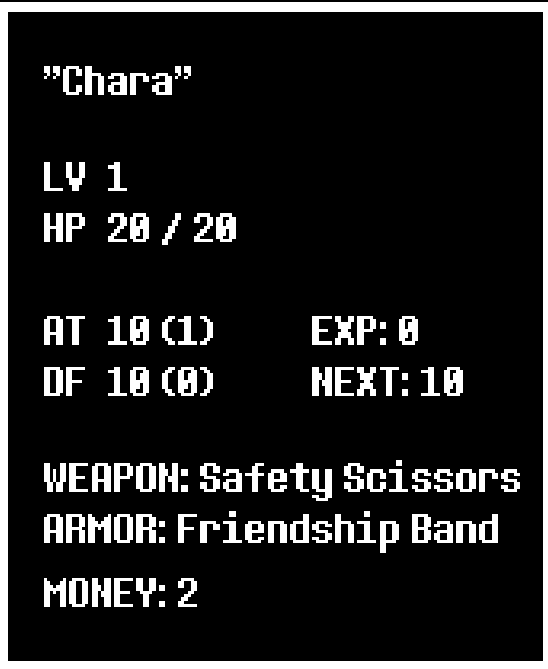 "Chara"
LV 1
HP 20 / 20
AT 10 (1) EXP: 0
DF 10 (0) NEXT: 10
WEAPON: Safety Scissors
ARMOR: Friendship Band
MONEY: 2